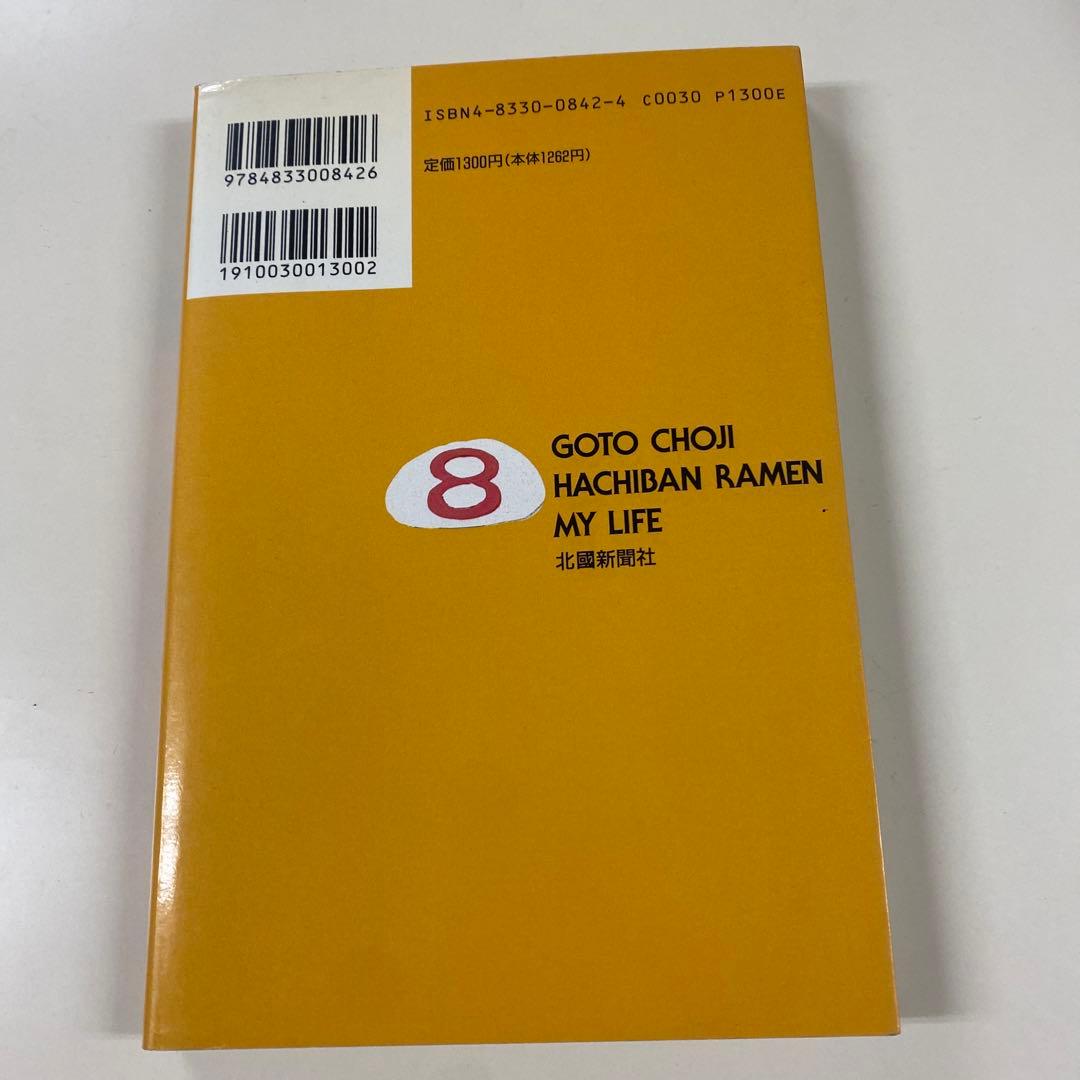 ISBN4-8330-0842-4 C0030 P1300E
定価1300円(本体1262円)
9784833008426
1910030013002
8
GOTO CHOJI
HACHIBAN RAMEN
MY LIFE
北國新聞社